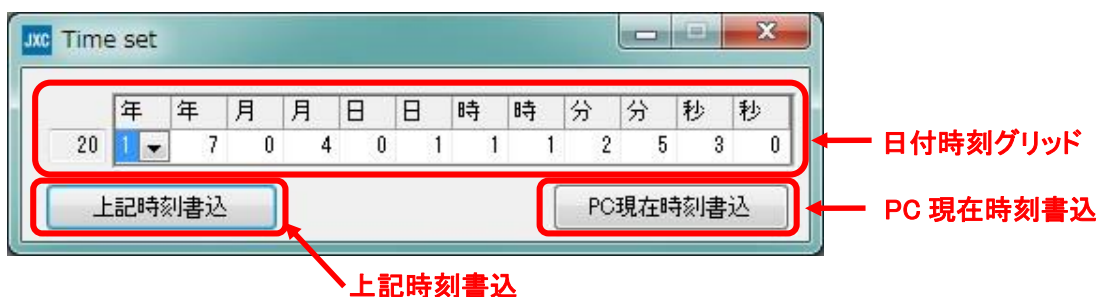 JXC Time set
年 年 月 月 日 日 時 時 分 分 秒 秒
20 1 7 0 4 0 1 1 1 2 5 3 0
日付時刻グリッド
上記時刻書込
PC現在時刻書込
PC 現在時刻書込
上記時刻書込